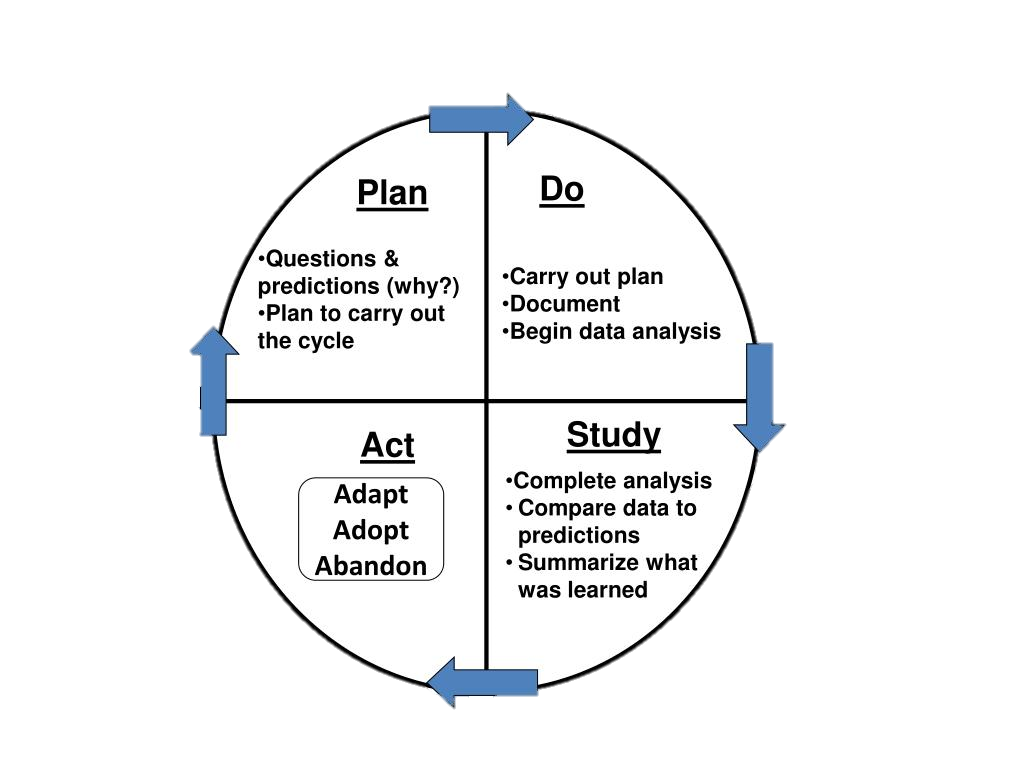 Plan
•Questions &
predictions (why?)
•Plan to carry out
the cycle
Do
•Carry out plan
•Document
•Begin data analysis
Study
•Complete analysis
• Compare data to
predictions
• Summarize what
was learned
Act
Adapt
Adopt
Abandon